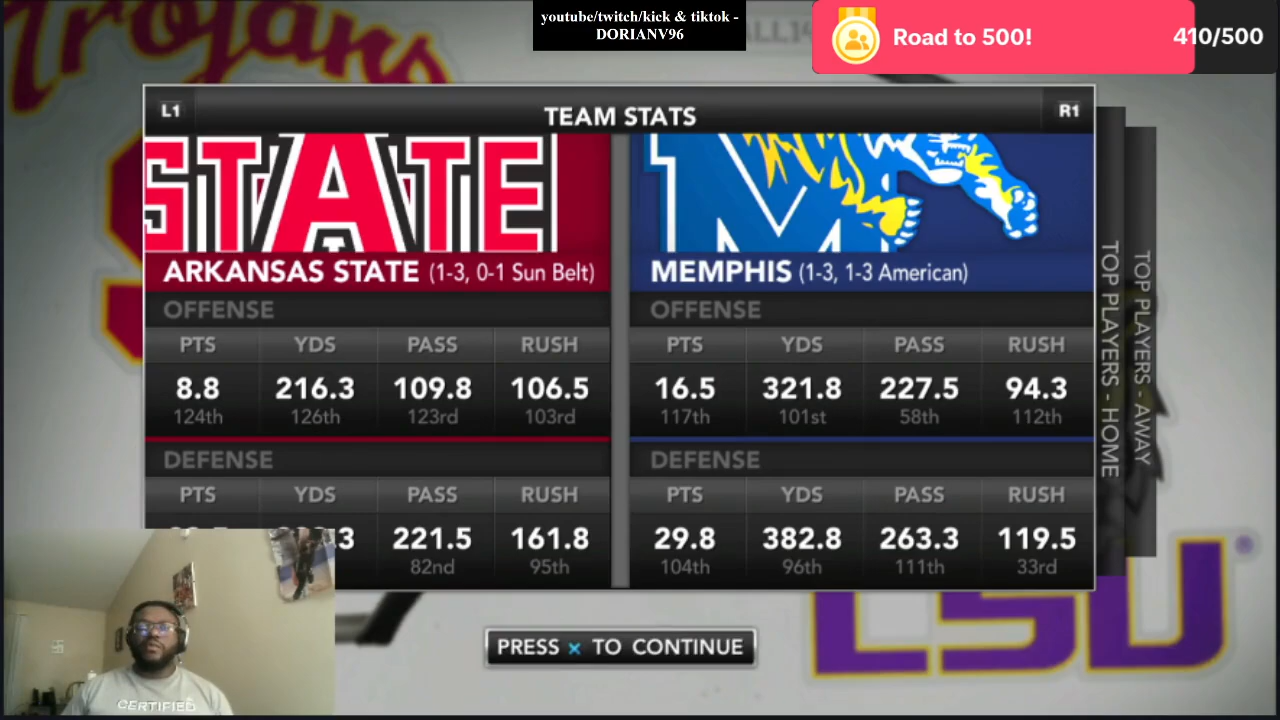 youtube/twitch/kick & tiktok -
DORIANV96
Road to 500!
410/500
Trojans
L1
TEAM STATS
R1
STATE
M
ARKANSAS STATE (1-3, 0-1 Sun Belt)
MEMPHIS (1-3, 1-3 American)
OFFENSE
OFFENSE
PTS YDS PASS RUSH
PTS YDS PASS RUSH
8.8 216.3 109.8 106.5
16.5 321.8 227.5 94.3
124th 126th 123rd 103rd
117th 101st 58th 112th
DEFENSE
DEFENSE
PTS YDS PASS RUSH
PTS YDS PASS RUSH
.3 221.5 161.8
29.8 382.8 263.3 119.5
82nd 95th
104th 96th 111th 33rd
TOP PLAYERS - HOME
TOP PLAYERS - AWAY
PRESS × TO CONTINUE
LSU
CERTIFIED